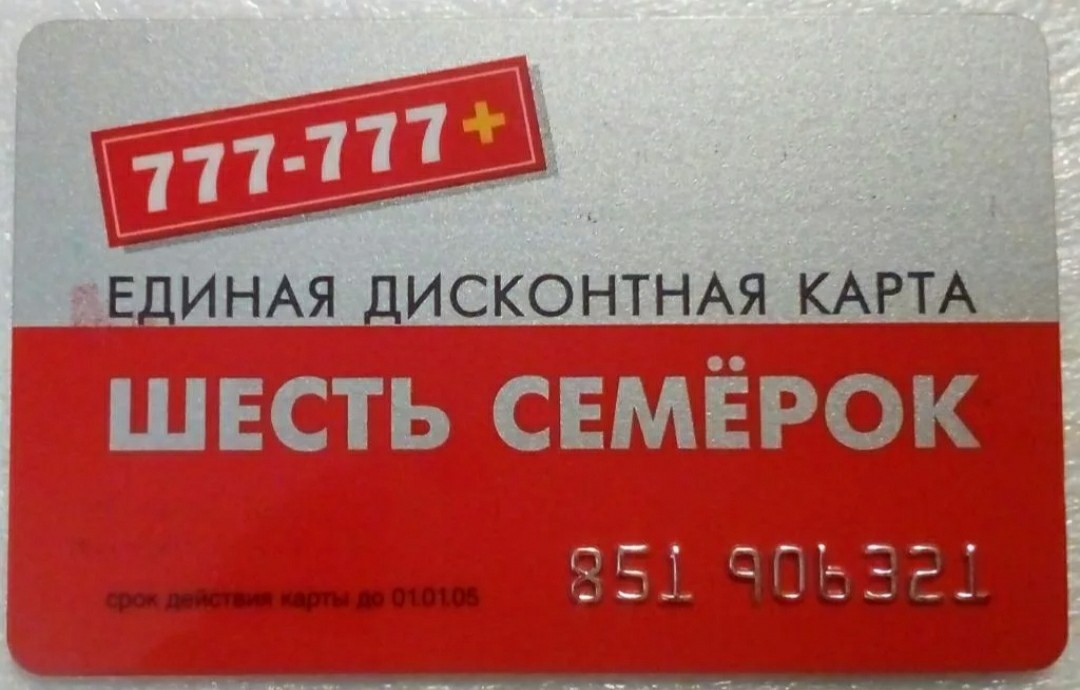 777-777+
ЕДИНАЯ ДИСКОНТНАЯ КАРТА
ШЕСТЬ СЕМЁРОК
851 906321
срок действия карты до 01.01.05